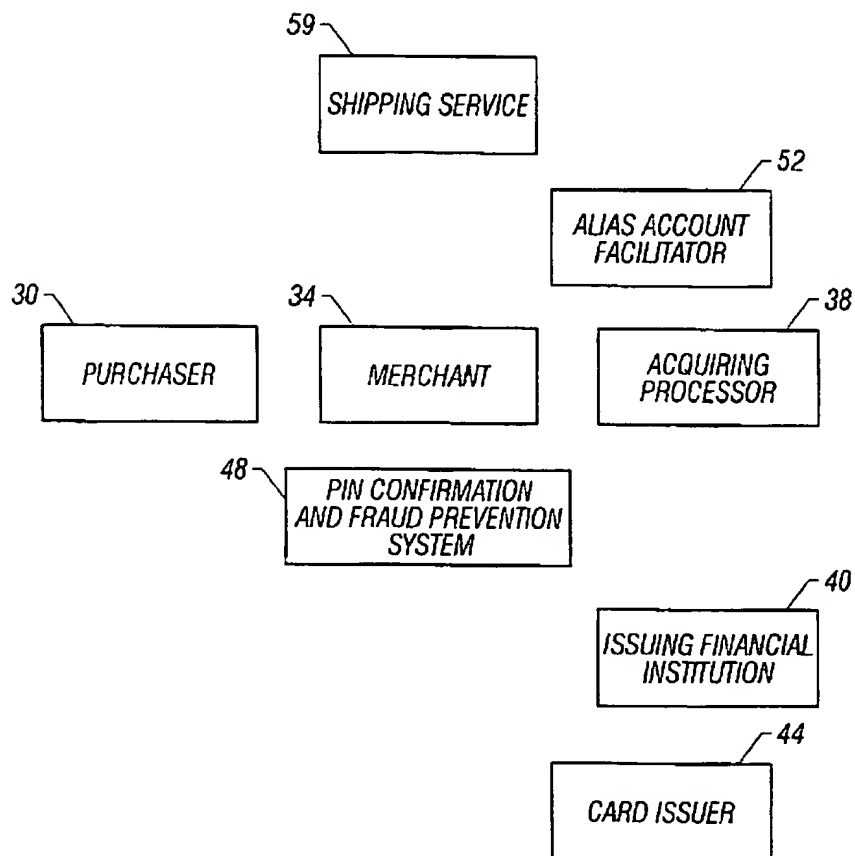 59
SHIPPING SERVICE
52
ALIAS ACCOUNT
FACILITATOR
30
PURCHASER
34
MERCHANT
38
ACQUIRING
PROCESSOR
48
PIN CONFIRMATION
AND FRAUD PREVENTION
SYSTEM
40
ISSUING FINANCIAL
INSTITUTION
44
CARD ISSUER